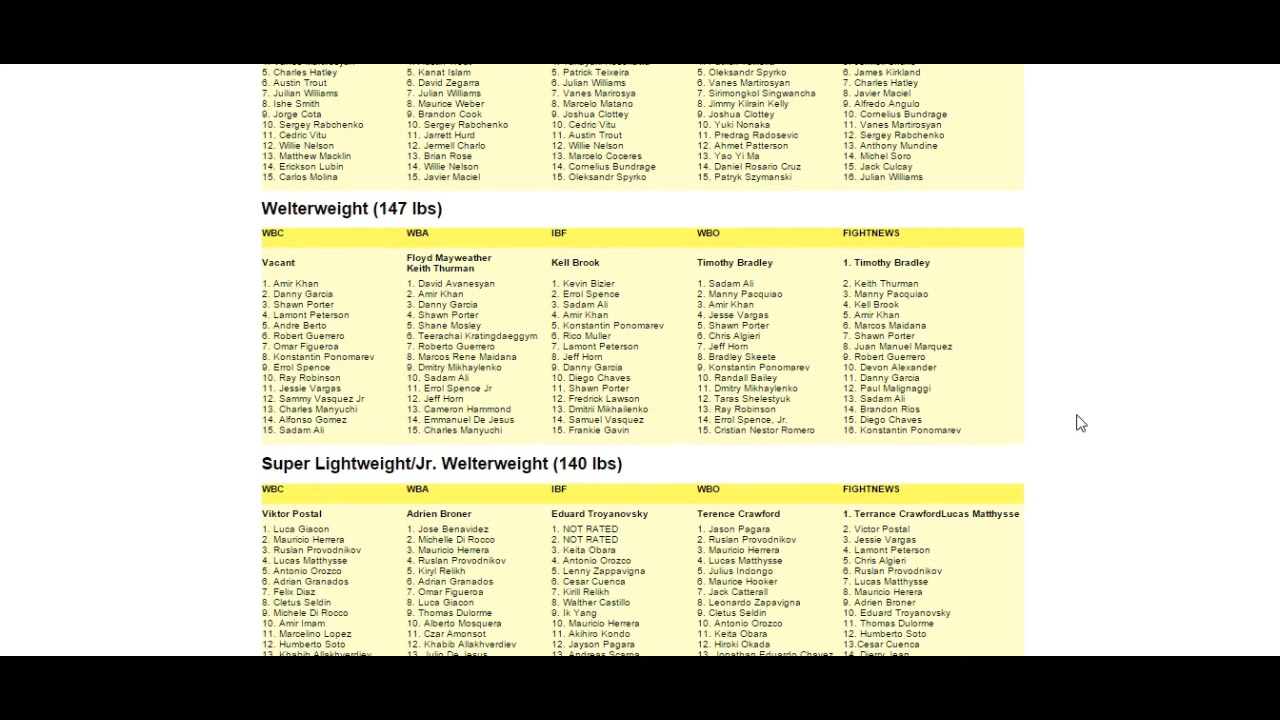 5. Charles Hatley 5. Kanat Islam 5. Patrick Teixeira 5. Oleksandr Spyrko 6. James Kirkland
6. Austin Trout 6. David Zegarra 6. Julian Williams 6. Vanes Martirosyan 7. Charles Hatley
7. Juilian Williams 7. Julian Williams 7. Vanes Marirosya 7. Sirimongkol Singwancha 8. Javier Maciel
8. Ishe Smith 8. Maurice Weber 8. Marcelo Matano 8. Jimmy Kilrain Kelly 9. Alfredo Angulo
9. Jorge Cota 9. Brandon Cook 9. Joshua Clottey 9. Joshua Clottey 10. Cornelius Bundrage
10. Sergey Rabchenko 10. Sergey Rabchenko 10. Cedric Vitu 10. Yuki Nonaka 11. Vanes Martirosyan
11. Cedric Vitu 11. Jarrett Hurd 11. Austin Trout 11. Predrag Radosevic 12. Sergey Rabchenko
12. Willie Nelson 12. Jermell Charlo 12. Willie Nelson 12. Ahmet Patterson 13. Anthony Mundine
13. Matthew Macklin 13. Brian Rose 13. Marcelo Coceres 13. Yao Yi Ma 14. Michel Soro
14. Erickson Lubin 14. Willie Nelson 14. Cornelius Bundrage 14. Daniel Rosario Cruz 15. Jack Culcay
15. Carlos Molina 15. Javier Maciel 15. Oleksandr Spyrko 15. Patryk Szymanski 16. Julian Williams
Welterweight (147 lbs)
WBC WBA IBF WBO FIGHTNEWS
Vacant Floyd Mayweather Kell Brook Timothy Bradley 1. Timothy Bradley
Keith Thurman
1. Amir Khan 1. David Avanesyan 1. Kevin Bizier 1. Sadam Ali 2. Keith Thurman
2. Danny Garcia 2. Amir Khan 2. Errol Spence 2. Manny Pacquiao 3. Manny Pacquiao
3. Shawn Porter 3. Danny Garcia 3. Sadam Ali 3. Amir Khan 4. Kell Brook
4. Lamont Peterson 4. Shawn Porter 4. Amir Khan 4. Jesse Vargas 5. Amir Khan
5. Andre Berto 5. Shane Mosley 5. Konstantin Ponomarev 5. Shawn Porter 6. Marcos Maidana
6. Robert Guerrero 6. Teerachai Kratingdaeggym 6. Rico Muller 6. Chris Algieri 7. Shawn Porter
7. Omar Figueroa 7. Roberto Guerrero 7. Lamont Peterson 7. Jeff Horn 8. Juan Manuel Marquez
8. Konstantin Ponomarev 8. Marcos Rene Maidana 8. Jeff Horn 8. Bradley Skeete 9. Robert Guerrero
9. Errol Spence 9. Dmitry Mikhaylenko 9. Danny Garcia 9. Konstantin Ponomarev 10. Devon Alexander
10. Ray Robinson 10. Sadam Ali 10. Diego Chaves 10. Randall Bailey 11. Danny Garcia
11. Jessie Vargas 11. Errol Spence Jr 11. Shawn Porter 11. Dmitry Mikhaylenko 12. Paul Malignaggi
12. Sammy Vasquez Jr 12. Jeff Horn 12. Fredrick Lawson 12. Taras Shelestyuk 13. Sadam Ali
13. Charles Manyuchi 13. Cameron Hammond 13. Dmitrii Mikhailenko 13. Ray Robinson 14. Brandon Rios
14. Alfonso Gomez 14. Emmanuel De Jesus 14. Samuel Vasquez 14. Errol Spence, Jr. 15. Diego Chaves
15. Sadam Ali 15. Charles Manyuchi 15. Frankie Gavin 15. Cristian Nestor Romero 16. Konstantin Ponomarev
Super Lightweight/Jr. Welterweight (140 lbs)
WBC WBA IBF WBO FIGHTNEWS
Viktor Postal Adrien Broner Eduard Troyanovsky Terence Crawford 1. Terrance CrawfordLucas Matthysse
1. Luca Giacon 1. Jose Benavidez 1. NOT RATED 1. Jason Pagara 2. Victor Postal
2. Mauricio Herrera 2. Michele Di Rocco 2. NOT RATED 2. Ruslan Provodnikov 3. Jessie Vargas
3. Ruslan Provodnikov 3. Mauricio Herrera 3. Keita Obara 3. Mauricio Herrera 4. Lamont Peterson
4. Lucas Matthysse 4. Ruslan Provodnikov 4. Antonio Orozco 4. Lucas Matthysse 5. Chris Algieri
5. Antonio Orozco 5. Kiryl Relikh 5. Lenny Zappavigna 5. Julius Indongo 6. Ruslan Provodnikov
6. Adrian Granados 6. Adrian Granados 6. Cesar Cuenca 6. Maurice Hooker 7. Lucas Matthysse
7. Felix Diaz 7. Omar Figueroa 7. Kirill Relikh 7. Jack Catterall 8. Mauricio Herera
8. Cletus Seldin 8. Luca Giacon 8. Walther Castillo 8. Leonardo Zapavigna 9. Adrien Broner
9. Michele Di Rocco 9. Thomas Dulorme 9. Ik Yang 9. Cletus Seldin 10. Eduard Troyanovsky
10. Amir Imam 10. Alberto Mosquera 10. Mauricio Herrera 10. Antonio Orozco 11. Thomas Dulorme
11. Marcelino Lopez 11. Czar Amonsot 11. Akihiro Kondo 11. Keita Obara 12. Humberto Soto
12. Humberto Soto 12. Khabib Allakhverdiev 12. Jayson Pagara 12. Hiroki Okada 13.Cesar Cuenca
13. Khabib Allakhverdiev 13. Julio De Jesus 13. Andreas Scarpa 13. Jonathan Eduardo Chavez 14. Dierry Jean